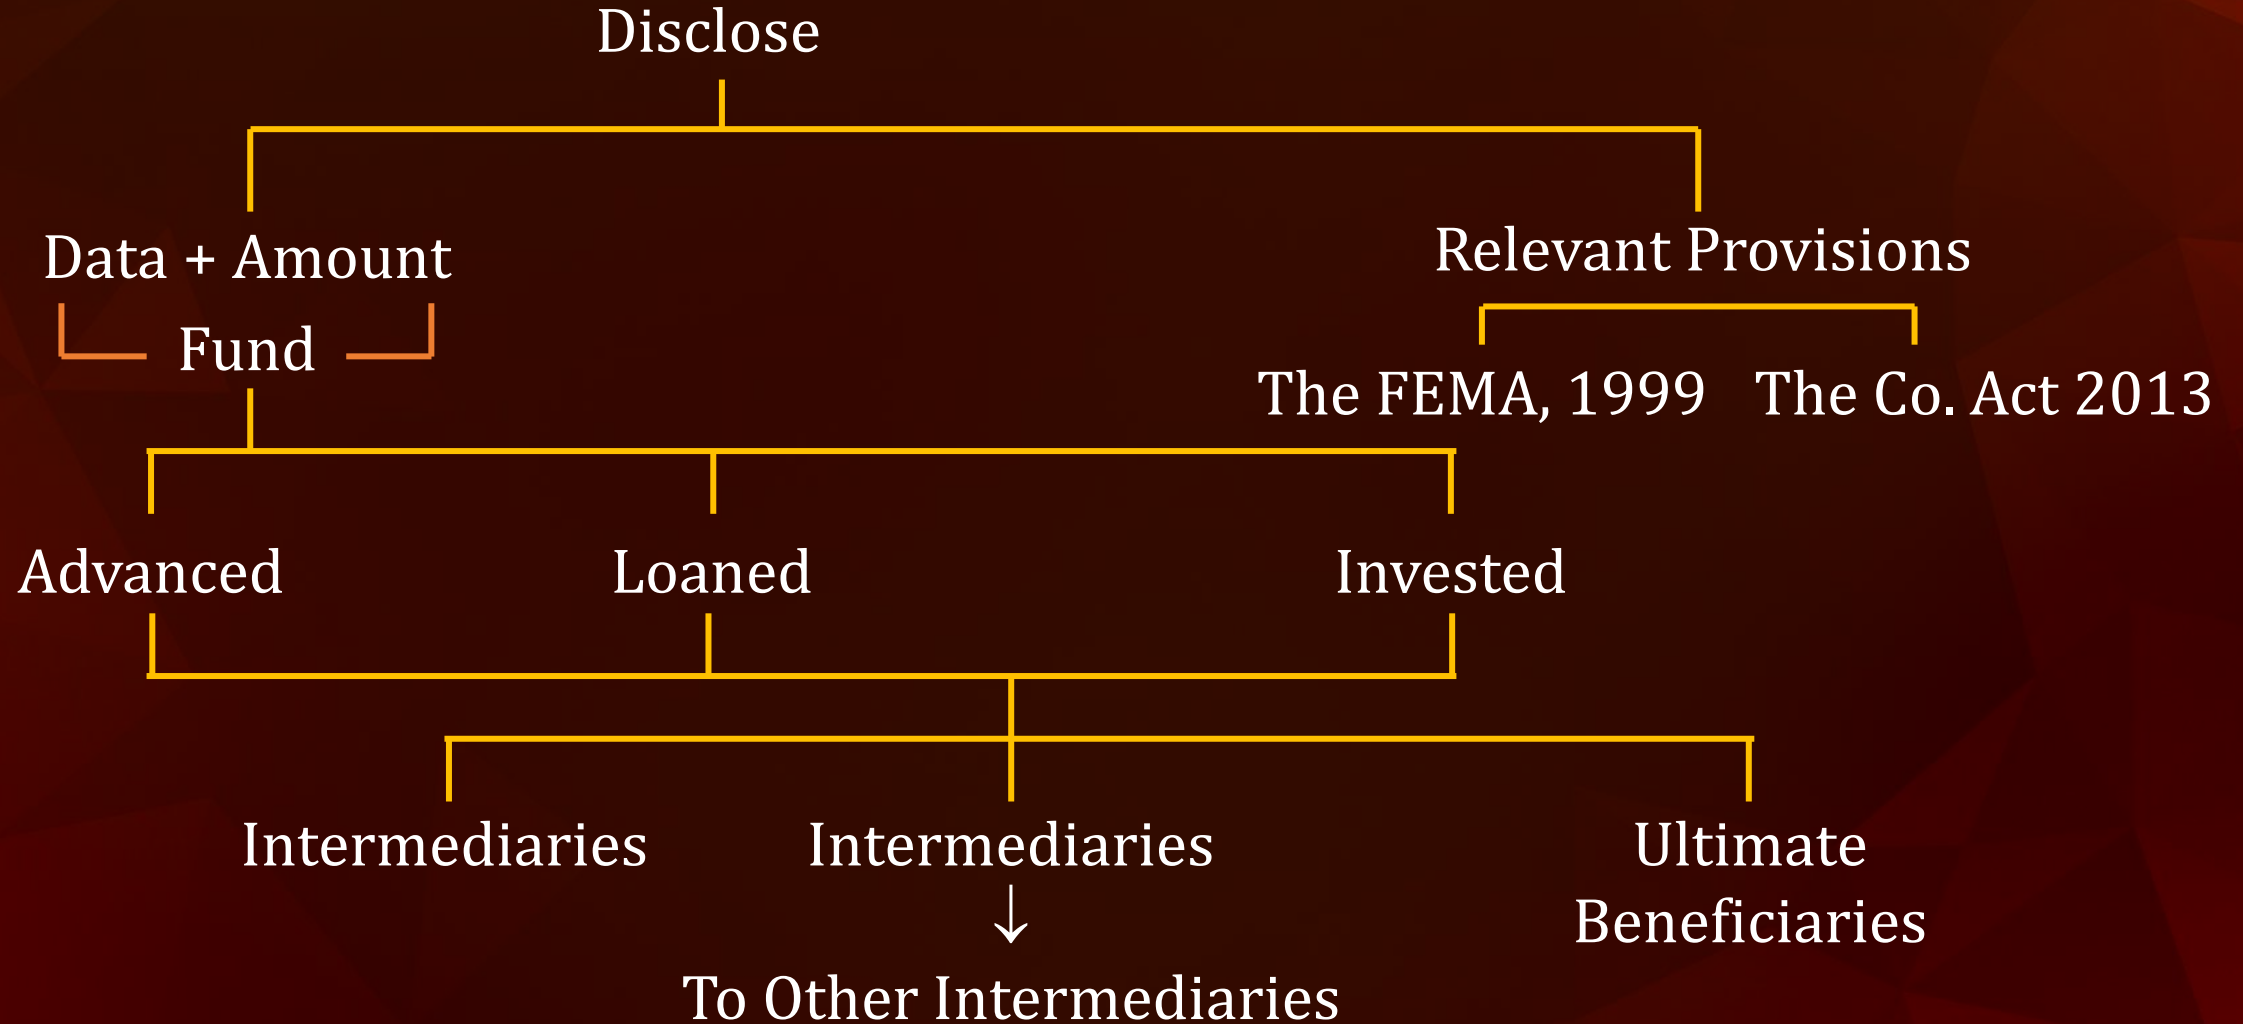 Disclose
Data + Amount
Relevant Provisions
Fund
The FEMA, 1999
The Co. Act 2013
Advanced
Loaned
Invested
Intermediaries
Intermediaries
Ultimate
Beneficiaries
↓
To Other Intermediaries